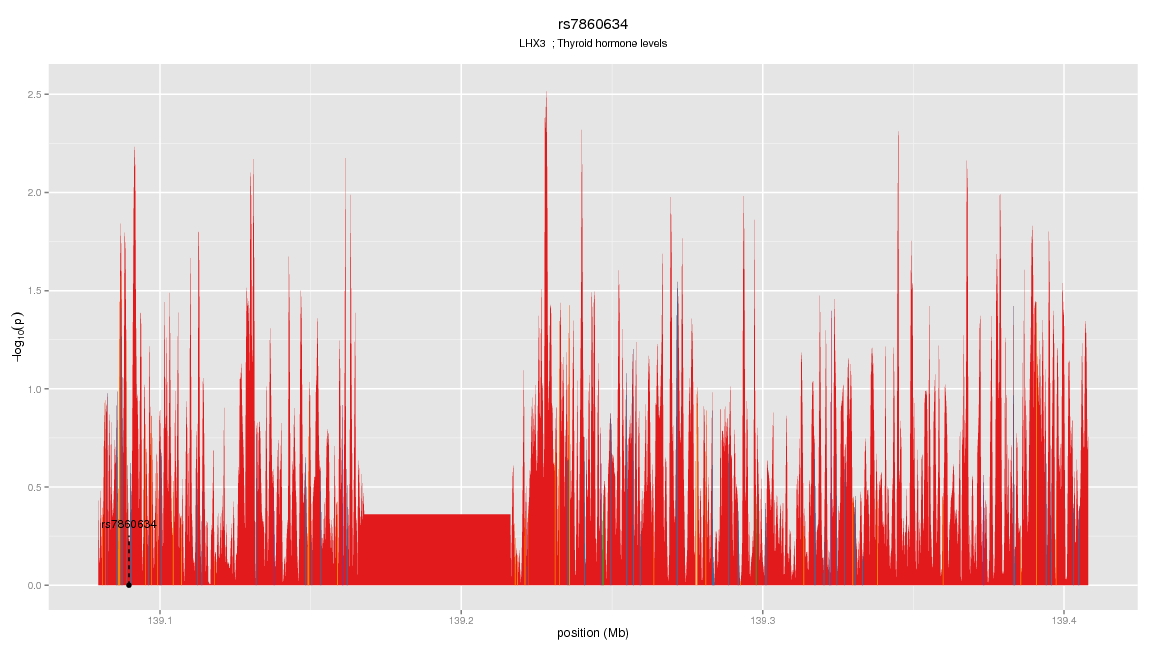 rs7860634
LHX3 ; Thyroid hormone levels
−log10(p)
2.5
2.0
1.5
1.0
0.5
0.0
rs7860634
139.1
139.2
139.3
139.4
position (Mb)